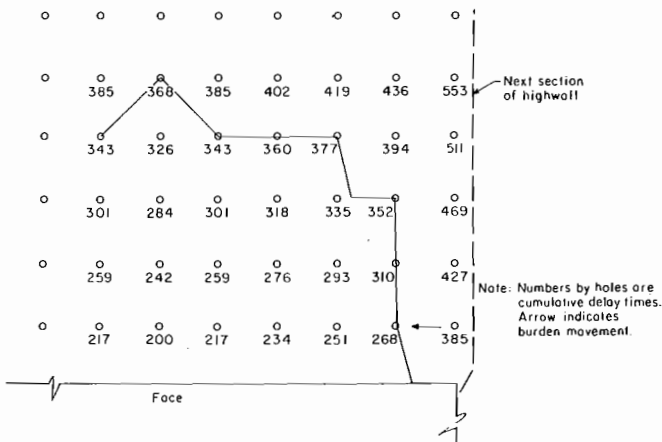 385 368 385 402 419 436 553
Next section
of highwall
343 326 343 360 377 394 511
301 284 301 318 335 352 469
259 242 259 276 293 310 427
Note: Numbers by holes are
cumulative delay times.
Arrow indicates
burden movement.
217 200 217 234 251 268 385
Face